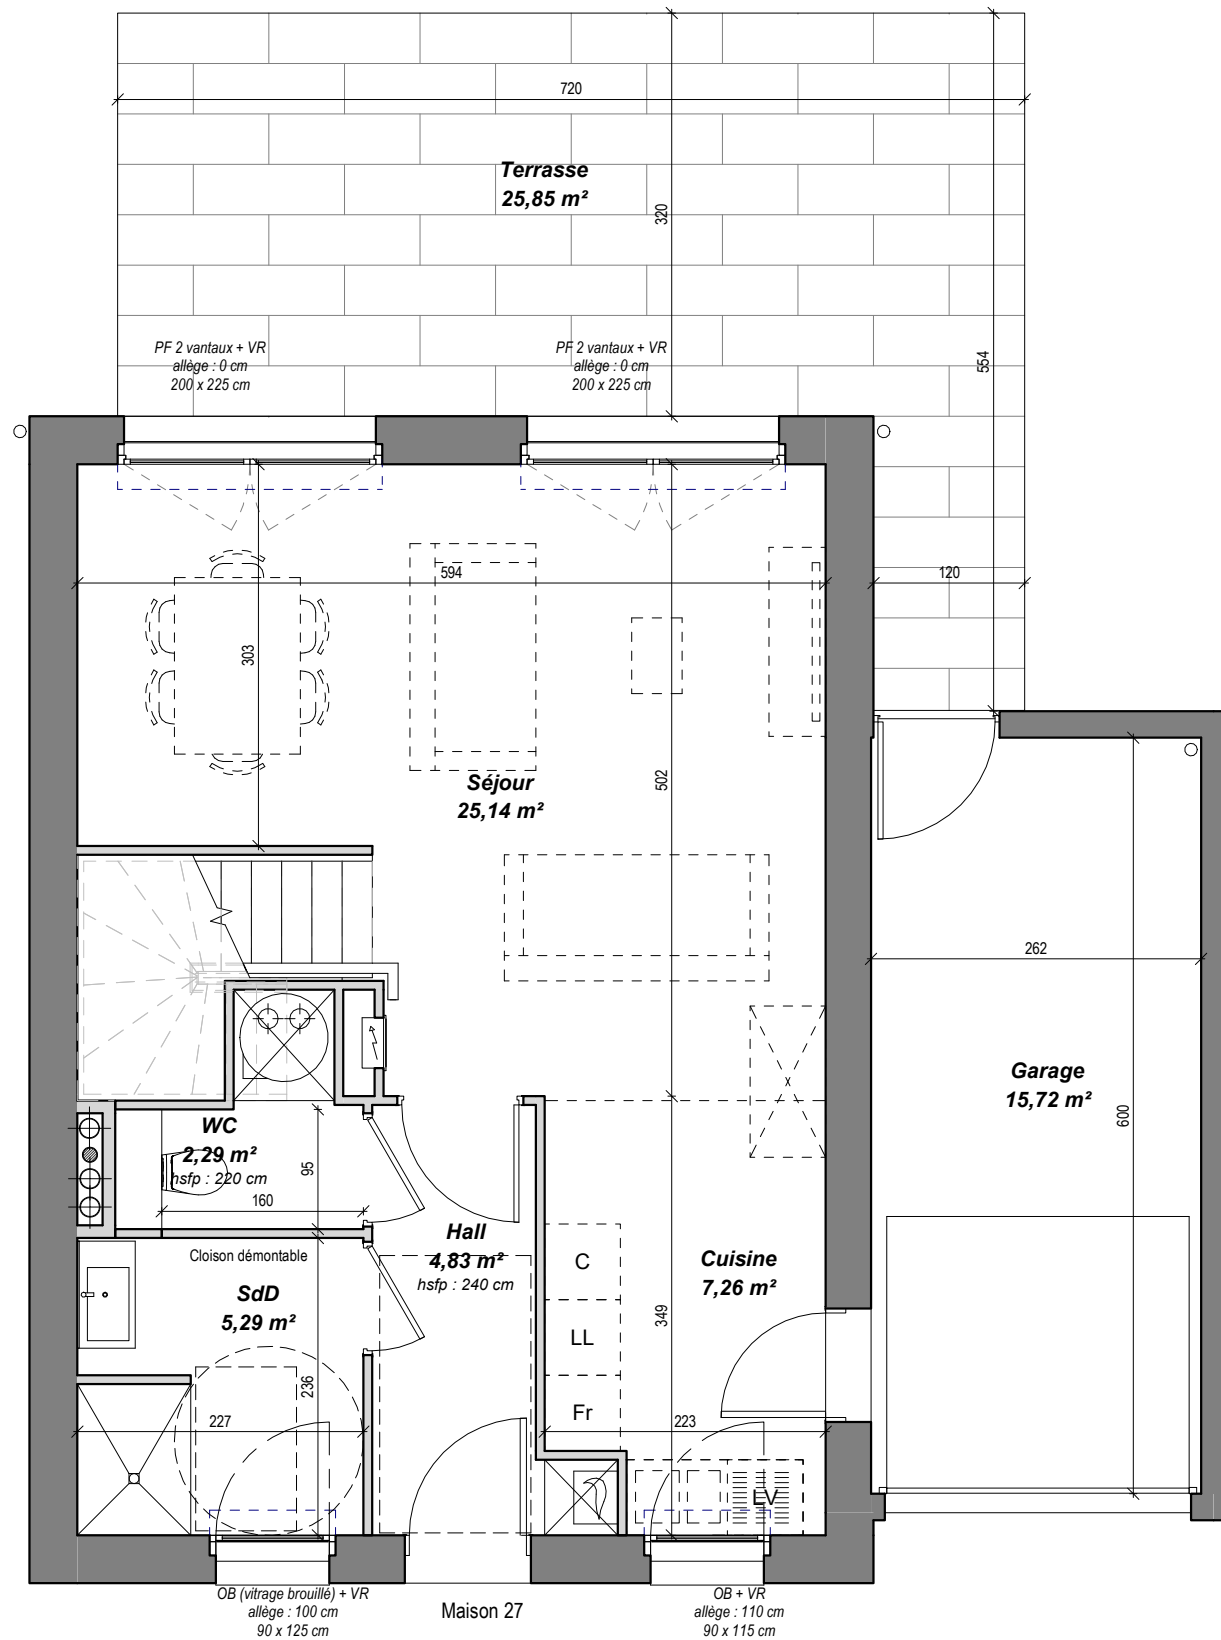 720
Terrasse
25,85 m²
320
554
PF 2 vantaux + VR
allège : 0 cm
200 x 225 cm
PF 2 vantaux + VR
allège : 0 cm
200 x 225 cm
594
120
303
502
Séjour
25,14 m²
262
Garage
15,72 m²
600
WC
2,29 m²
hsfp : 220 cm
95
160
Hall
4,83 m²
hsfp : 240 cm
Cloison démontable
SdD
5,29 m²
236
227
C
LL
Fr
Cuisine
7,26 m²
349
223
LV
OB (vitrage brouillé) + VR
allège : 100 cm
90 x 125 cm
Maison 27
OB + VR
allège : 110 cm
90 x 115 cm